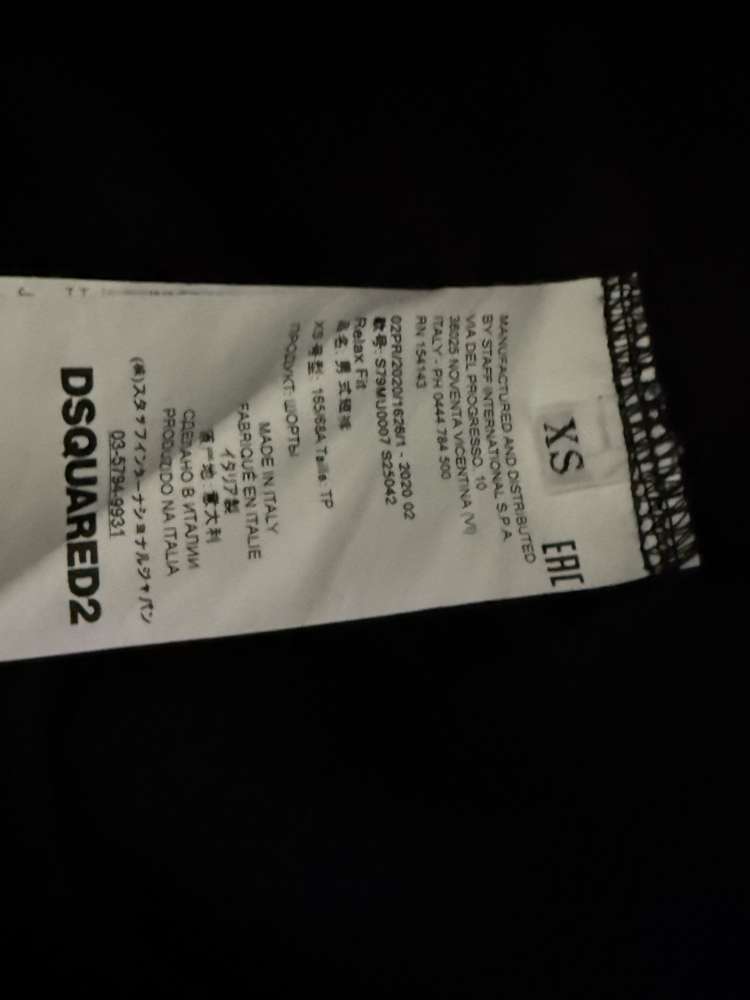 XS
EAC
MANUFACTURED AND DISTRIBUTED
BY STAFF INTERNATIONAL S.P.A.
VIA DEL PROGRESSO, 10
36025 NOVENTA VICENTINA (VI)
ITALY - PH 0444 784 500
RN 154143
02PR/2020/1626/1 - 2020 02
款号: S79MU0007 S25042
Relax Fit
品名: 男式短裤
XS 号型: 165/68A Taille: TP
ПРОДУКТ: ШОРТЫ
MADE IN ITALY
FABRIQUÉ EN ITALIE
イタリア製
产地: 意大利
СДЕЛАНО В ИТАЛИИ
PRODUZIDO NA ITALIA
(株)スタッフインターナショナルジャパン
03-5794-9931
DSQUARED2